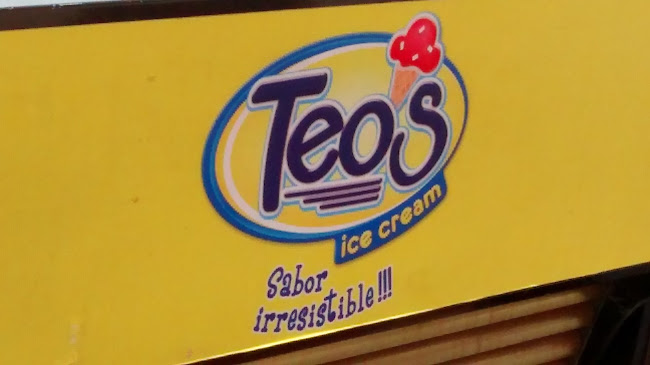 Teo's
ice cream
Sabor
irresistible!!!